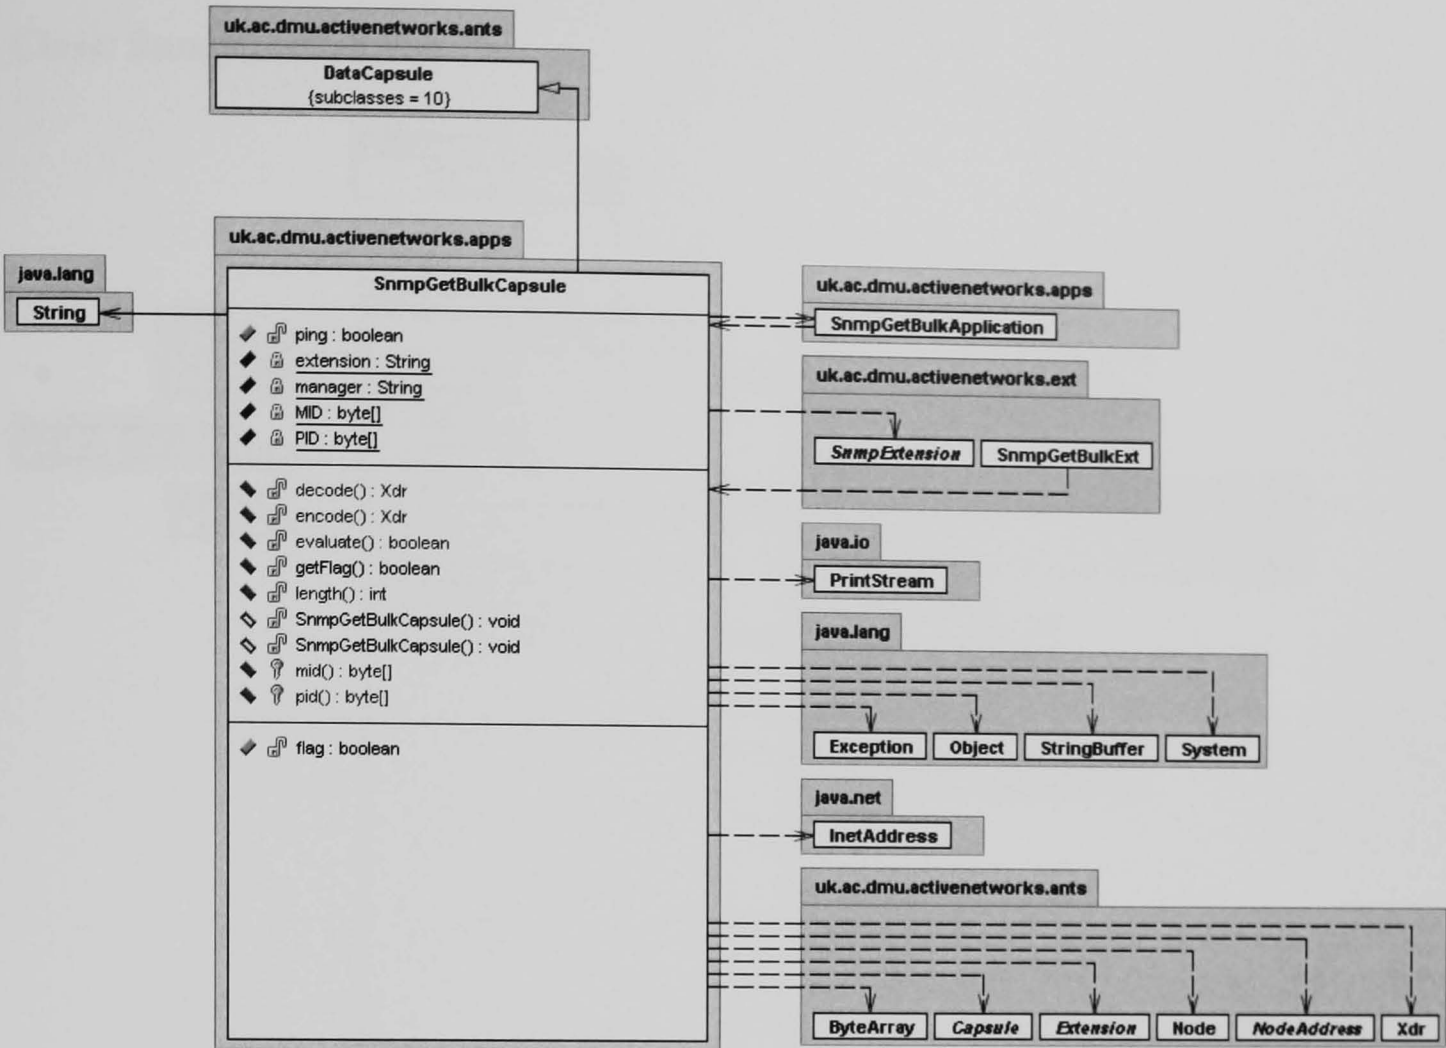 uk.ac.dmu.activenetworks.ants
DataCapsule
{subclasses = 10}
uk.ac.dmu.activenetworks.apps
java.lang
String
SnmpGetBulkCapsule
ping : boolean
extension : String
manager : String
MID : byte[]
PID : byte[]
decode() : Xdr
encode() : Xdr
evaluate() : boolean
getFlag() : boolean
length() : int
SnmpGetBulkCapsule() : void
SnmpGetBulkCapsule() : void
mid() : byte[]
pid() : byte[]
flag : boolean
uk.ac.dmu.activenetworks.apps
SnmpGetBulkApplication
uk.ac.dmu.activenetworks.ext
SnmpExtension SnmpGetBulkExt
java.io
PrintStream
java.lang
Exception Object StringBuffer System
java.net
InetAddress
uk.ac.dmu.activenetworks.ants
ByteArray Capsule Extension Node NodeAddress Xdr